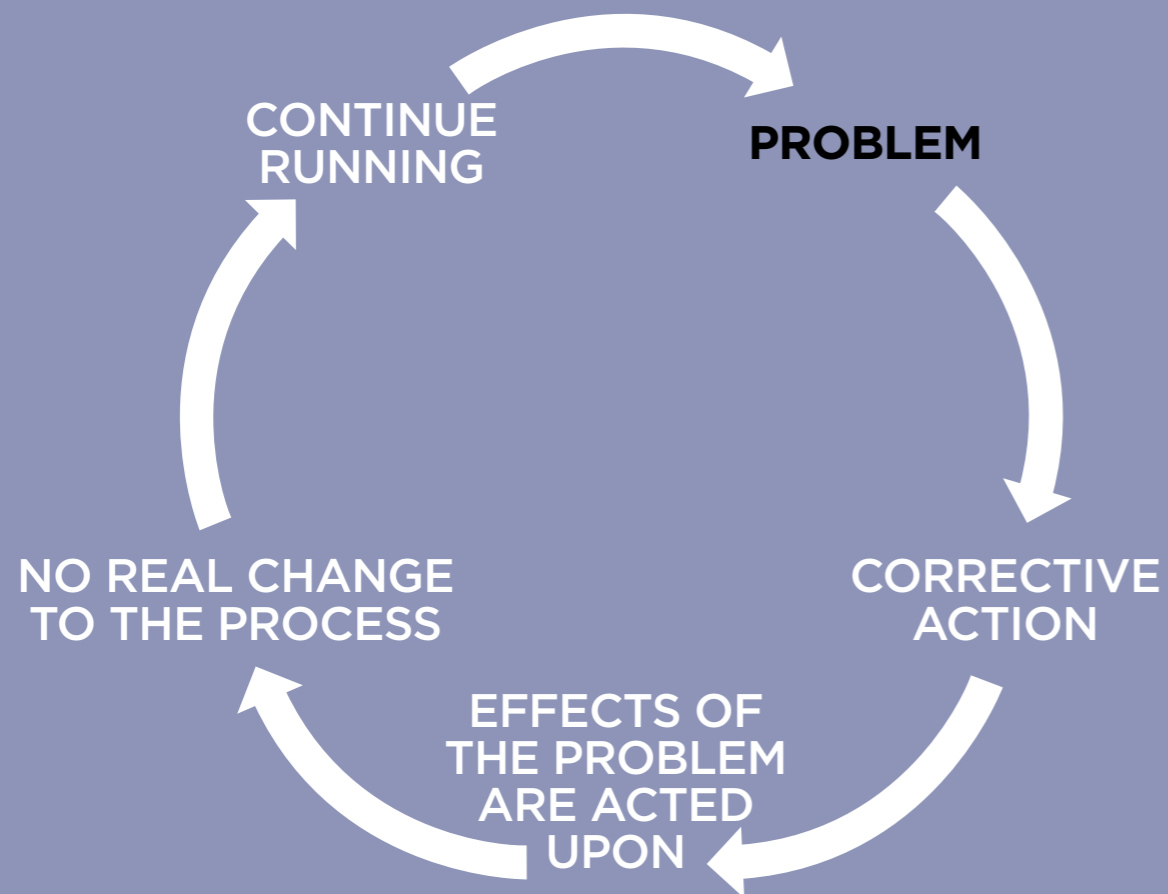 CONTINUE
RUNNING
PROBLEM
CORRECTIVE
ACTION
EFFECTS OF
THE PROBLEM
ARE ACTED
UPON
NO REAL CHANGE
TO THE PROCESS